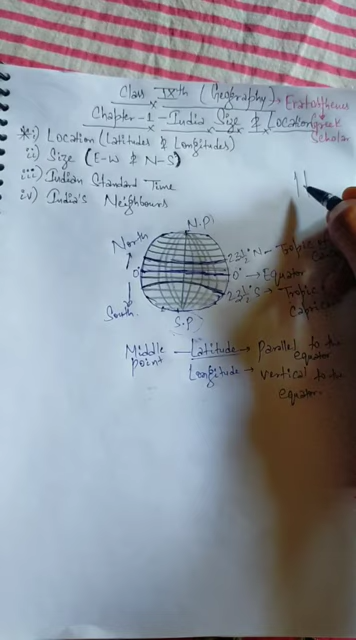 Class IXth (Geography) → Eratosthenes
Chapter-1 - India Size & Location Greek Scholar
*i) Location (Latitudes & Longitudes)
ii) Size (E-W & N-S)
iii) Indian Standard Time
iv) India's Neighbours
N.P
North
23½° N → Tropic
0° 0° → Equator
23½° S → Tropic
South
S.P
Middle point Latitude → Parallel to the equator
Longitude → vertical to the equator